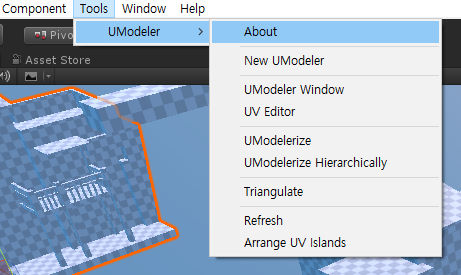 Component Tools Window Help
UModeler > About
Pivo
Asset Store
New UModeler
UModeler Window
UV Editor
UModelerize
UModelerize Hierarchically
Triangulate
Refresh
Arrange UV Islands